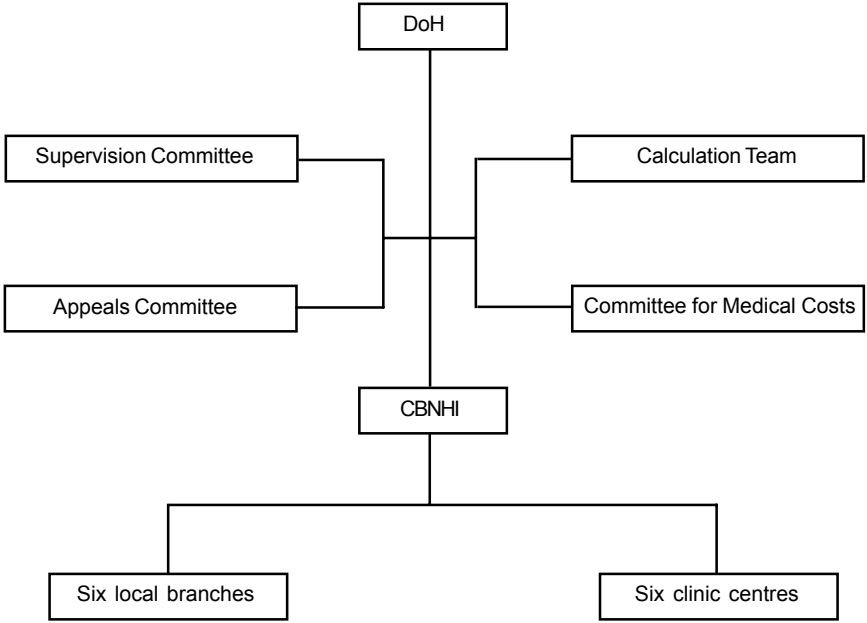 DoH
Supervision Committee
Calculation Team
Appeals Committee
Committee for Medical Costs
CBNHI
Six local branches
Six clinic centres